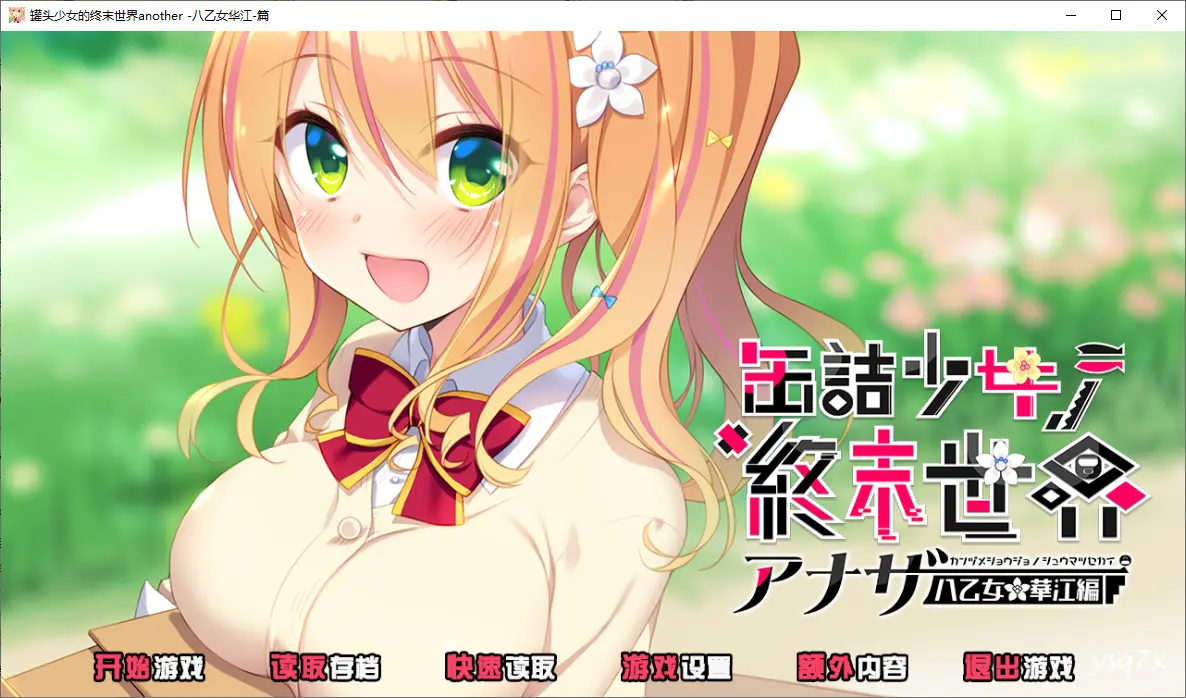 罐头少女的终末世界another -八乙女华江-篇
缶詰少女ノ
終末世界
カンヅメショウジョノシュウマツセカイ
アナザー
八乙女華江編
开始游戏 读取存档 快速读取 游戏设置 额外内容 退出游戏
ysq7k